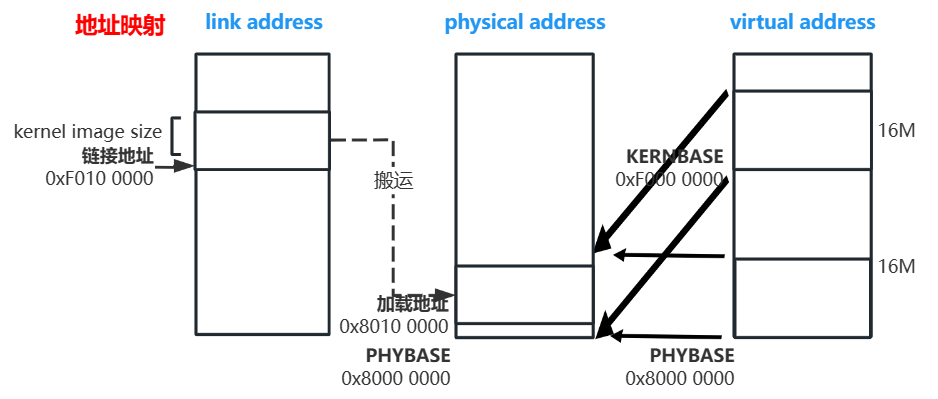 地址映射
link address
physical address
virtual address
kernel image size
链接地址
0xF010 0000
搬运
KERNBASE
0xF000 0000
16M
16M
加载地址
0x8010 0000
PHYBASE
0x8000 0000
PHYBASE
0x8000 0000